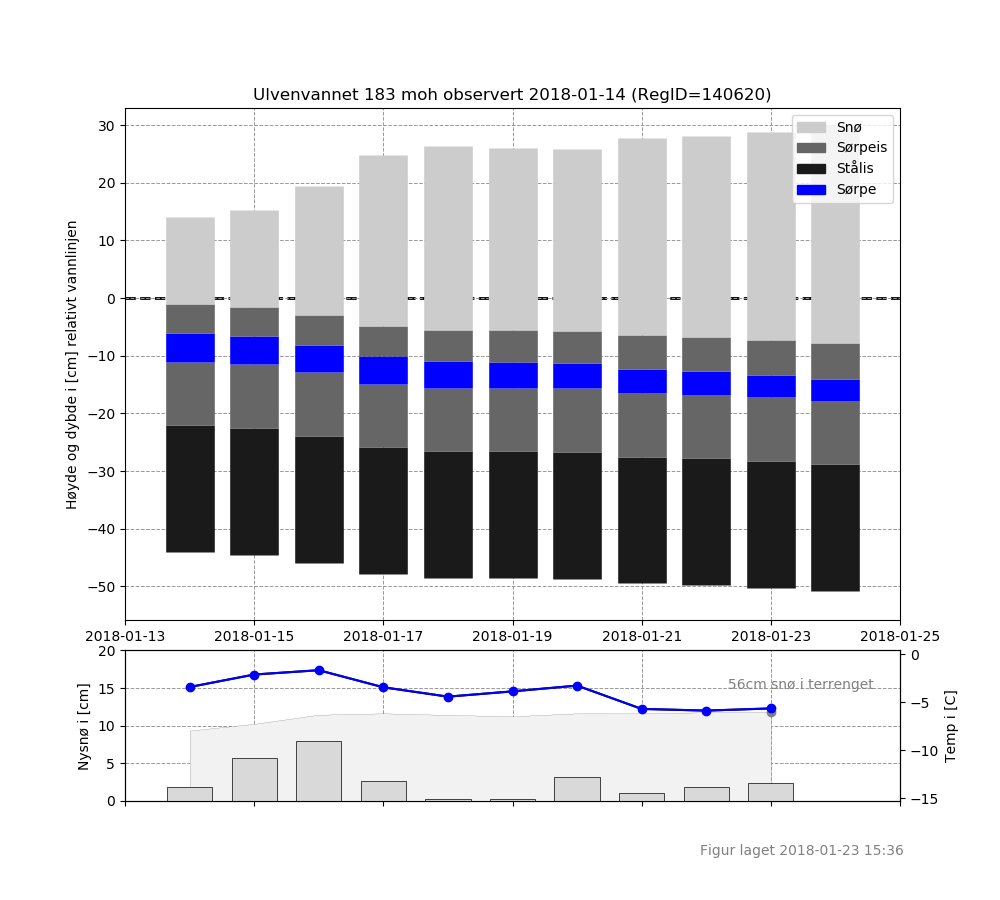 Ulvenvannet 183 moh observert 2018-01-14 (RegID=140620)
Høyde og dybde i [cm] relativt vannlinjen
30
20
10
0
−10
−20
−30
−40
−50
Snø
Sørpeis
Stålis
Sørpe
2018-01-13
2018-01-15
2018-01-17
2018-01-19
2018-01-21
2018-01-23
2018-01-25
Nysnø i [cm]
20
15
10
5
0
56cm snø i terrenget
0
−5
−10
−15
Temp i [C]
Figur laget 2018-01-23 15:36